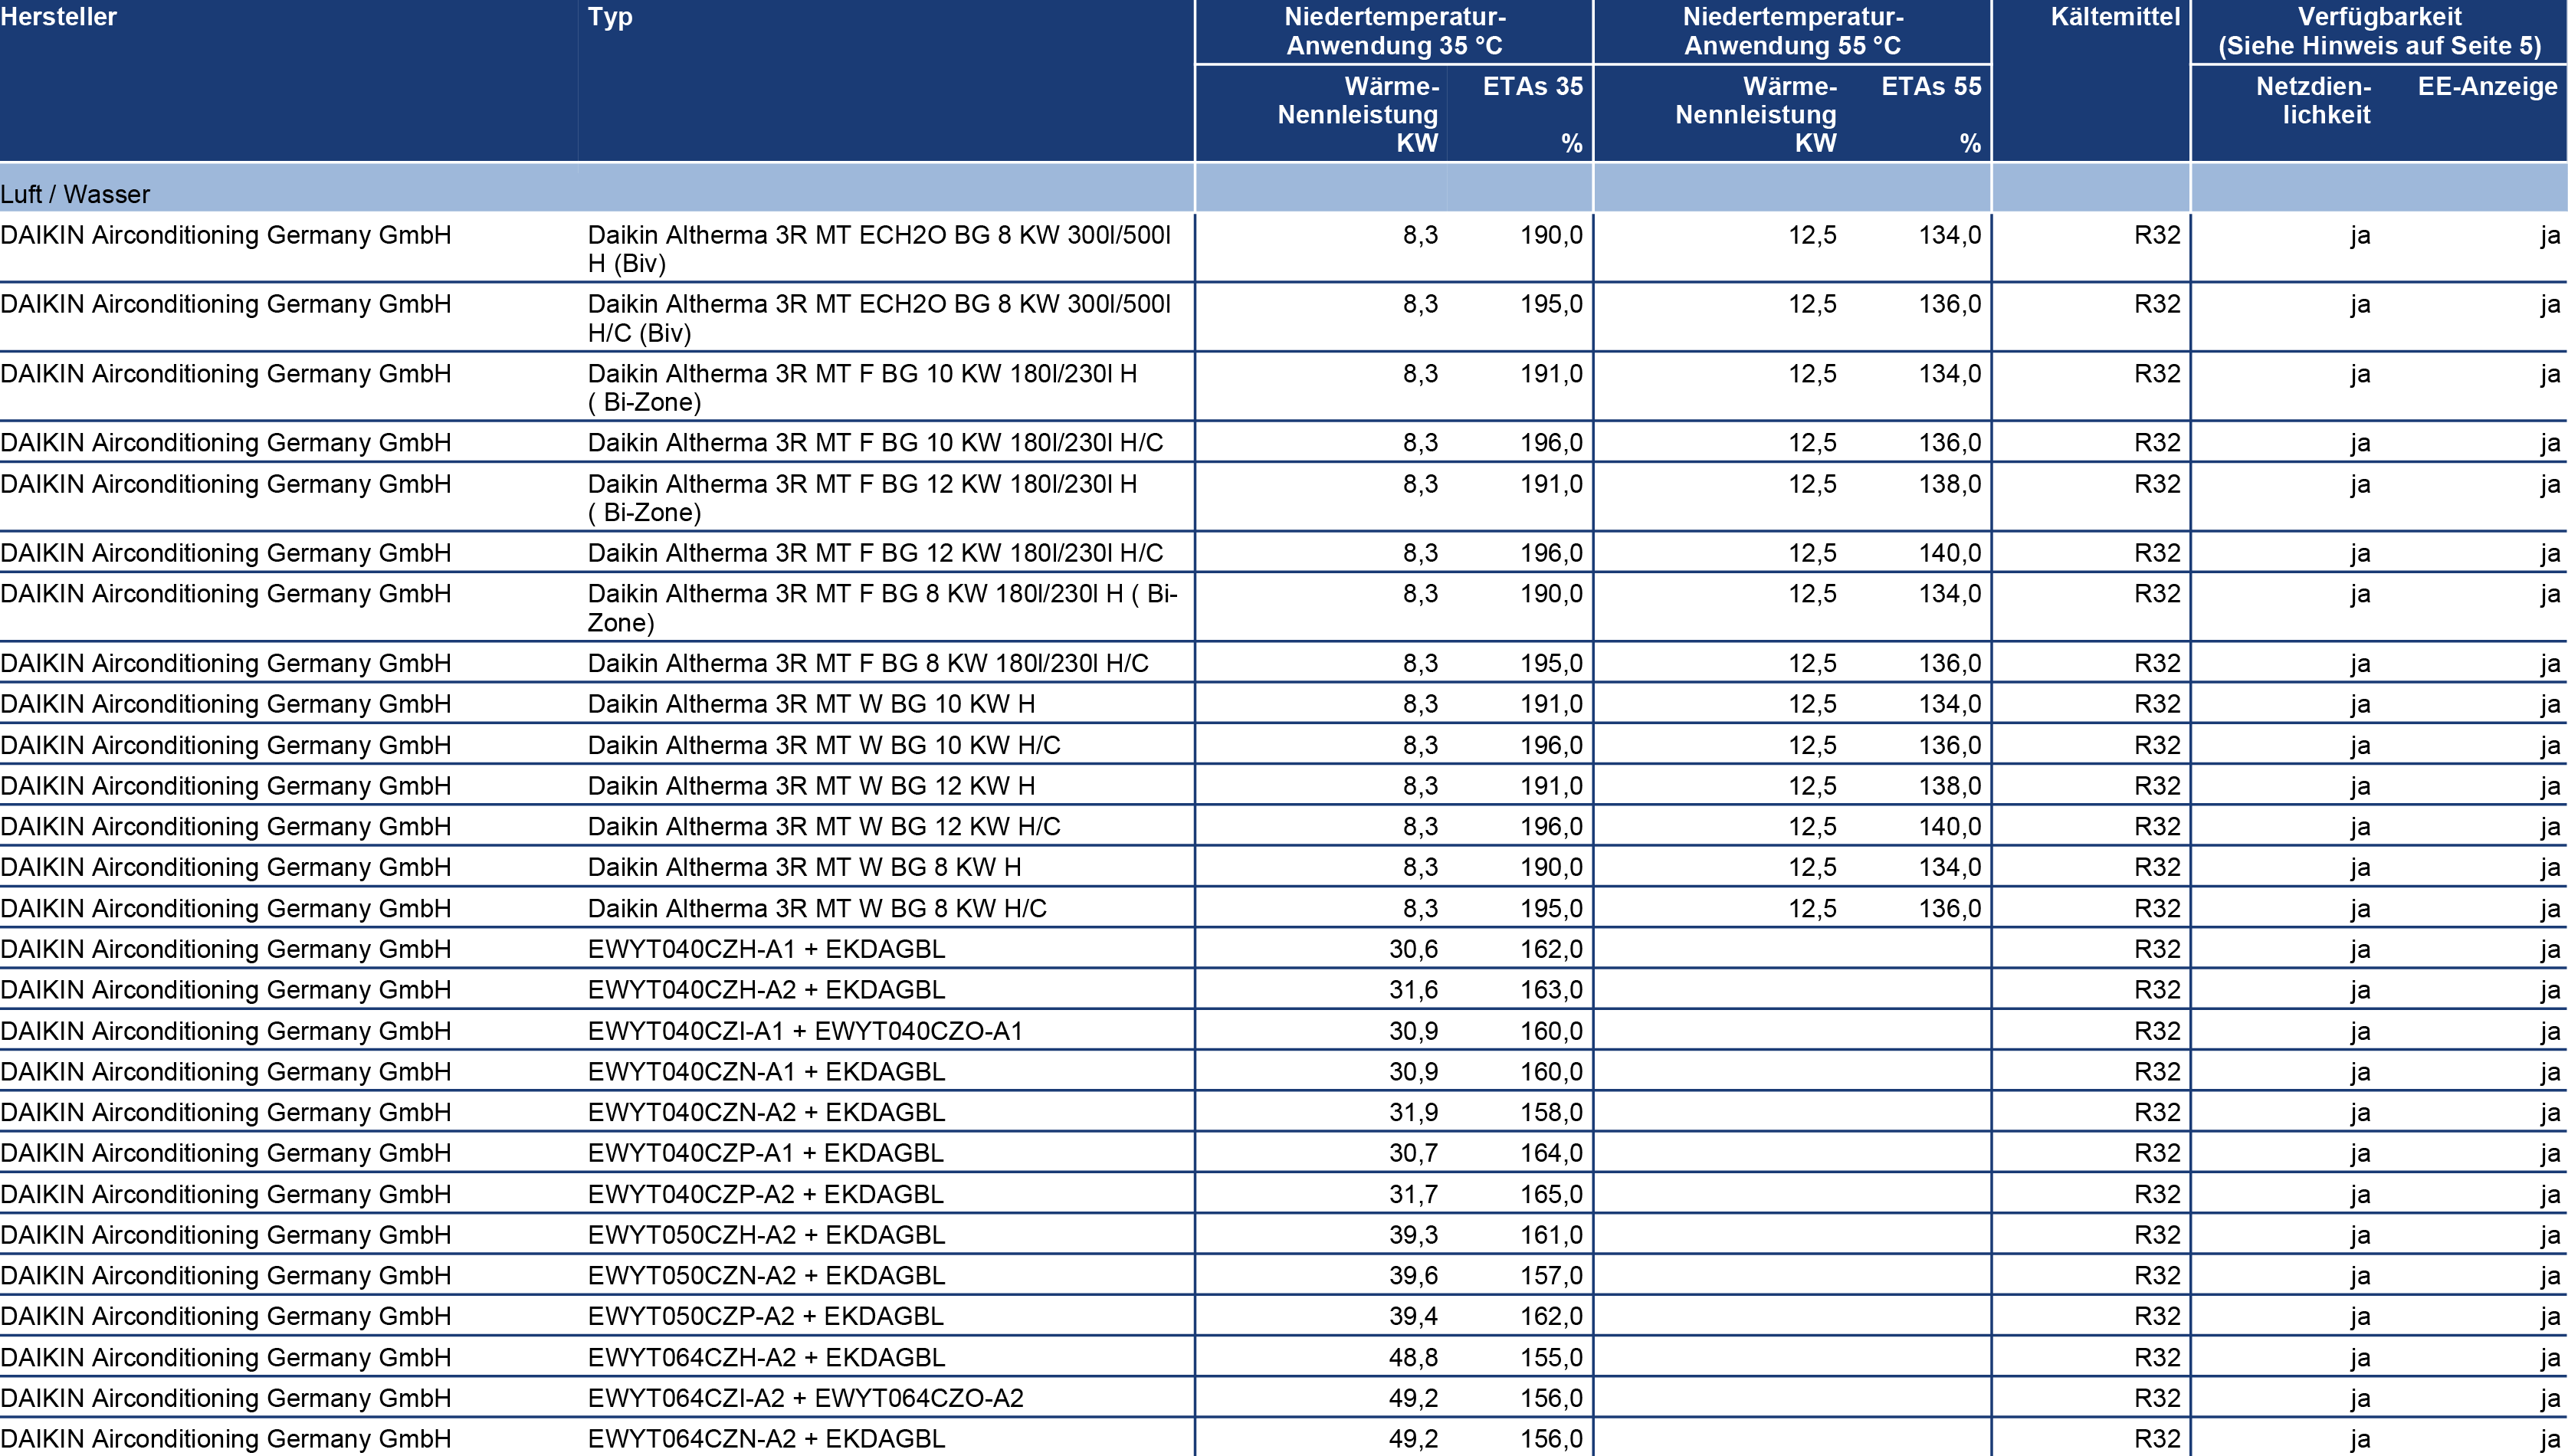 Hersteller Typ Niedertemperatur- Niedertemperatur- Kältemittel Verfügbarkeit
Anwendung 35 °C Anwendung 55 °C (Siehe Hinweis auf Seite 5)
Wärme- ETAs 35 Wärme- ETAs 55 Netzdien- EE-Anzeige
Nennleistung Nennleistung lichkeit
KW % KW %
Luft / Wasser
DAIKIN Airconditioning Germany GmbH Daikin Altherma 3R MT ECH2O BG 8 KW 300l/500l 8,3 190,0 12,5 134,0 R32 ja ja
H (Biv)
DAIKIN Airconditioning Germany GmbH Daikin Altherma 3R MT ECH2O BG 8 KW 300l/500l 8,3 195,0 12,5 136,0 R32 ja ja
H/C (Biv)
DAIKIN Airconditioning Germany GmbH Daikin Altherma 3R MT F BG 10 KW 180l/230l H 8,3 191,0 12,5 134,0 R32 ja ja
( Bi-Zone)
DAIKIN Airconditioning Germany GmbH Daikin Altherma 3R MT F BG 10 KW 180l/230l H/C 8,3 196,0 12,5 136,0 R32 ja ja
DAIKIN Airconditioning Germany GmbH Daikin Altherma 3R MT F BG 12 KW 180l/230l H 8,3 191,0 12,5 138,0 R32 ja ja
( Bi-Zone)
DAIKIN Airconditioning Germany GmbH Daikin Altherma 3R MT F BG 12 KW 180l/230l H/C 8,3 196,0 12,5 140,0 R32 ja ja
DAIKIN Airconditioning Germany GmbH Daikin Altherma 3R MT F BG 8 KW 180l/230l H ( Bi- 8,3 190,0 12,5 134,0 R32 ja ja
Zone)
DAIKIN Airconditioning Germany GmbH Daikin Altherma 3R MT F BG 8 KW 180l/230l H/C 8,3 195,0 12,5 136,0 R32 ja ja
DAIKIN Airconditioning Germany GmbH Daikin Altherma 3R MT W BG 10 KW H 8,3 191,0 12,5 134,0 R32 ja ja
DAIKIN Airconditioning Germany GmbH Daikin Altherma 3R MT W BG 10 KW H/C 8,3 196,0 12,5 136,0 R32 ja ja
DAIKIN Airconditioning Germany GmbH Daikin Altherma 3R MT W BG 12 KW H 8,3 191,0 12,5 138,0 R32 ja ja
DAIKIN Airconditioning Germany GmbH Daikin Altherma 3R MT W BG 12 KW H/C 8,3 196,0 12,5 140,0 R32 ja ja
DAIKIN Airconditioning Germany GmbH Daikin Altherma 3R MT W BG 8 KW H 8,3 190,0 12,5 134,0 R32 ja ja
DAIKIN Airconditioning Germany GmbH Daikin Altherma 3R MT W BG 8 KW H/C 8,3 195,0 12,5 136,0 R32 ja ja
DAIKIN Airconditioning Germany GmbH EWYT040CZH-A1 + EKDAGBL 30,6 162,0 R32 ja ja
DAIKIN Airconditioning Germany GmbH EWYT040CZH-A2 + EKDAGBL 31,6 163,0 R32 ja ja
DAIKIN Airconditioning Germany GmbH EWYT040CZI-A1 + EWYT040CZO-A1 30,9 160,0 R32 ja ja
DAIKIN Airconditioning Germany GmbH EWYT040CZN-A1 + EKDAGBL 30,9 160,0 R32 ja ja
DAIKIN Airconditioning Germany GmbH EWYT040CZN-A2 + EKDAGBL 31,9 158,0 R32 ja ja
DAIKIN Airconditioning Germany GmbH EWYT040CZP-A1 + EKDAGBL 30,7 164,0 R32 ja ja
DAIKIN Airconditioning Germany GmbH EWYT040CZP-A2 + EKDAGBL 31,7 165,0 R32 ja ja
DAIKIN Airconditioning Germany GmbH EWYT050CZH-A2 + EKDAGBL 39,3 161,0 R32 ja ja
DAIKIN Airconditioning Germany GmbH EWYT050CZN-A2 + EKDAGBL 39,6 157,0 R32 ja ja
DAIKIN Airconditioning Germany GmbH EWYT050CZP-A2 + EKDAGBL 39,4 162,0 R32 ja ja
DAIKIN Airconditioning Germany GmbH EWYT064CZH-A2 + EKDAGBL 48,8 155,0 R32 ja ja
DAIKIN Airconditioning Germany GmbH EWYT064CZI-A2 + EWYT064CZO-A2 49,2 156,0 R32 ja ja
DAIKIN Airconditioning Germany GmbH EWYT064CZN-A2 + EKDAGBL 49,2 156,0 R32 ja ja